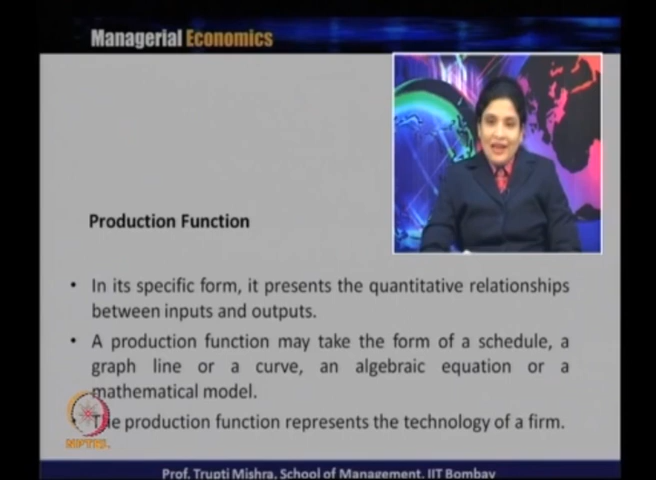 Managerial Economics
Production Function
• In its specific form, it presents the quantitative relationships
between inputs and outputs.
• A production function may take the form of a schedule, a
graph line or a curve, an algebraic equation or a
mathematical model.
• The production function represents the technology of a firm.
NPTEL
Prof. Trupti Mishra, School of Management, IIT Bombay